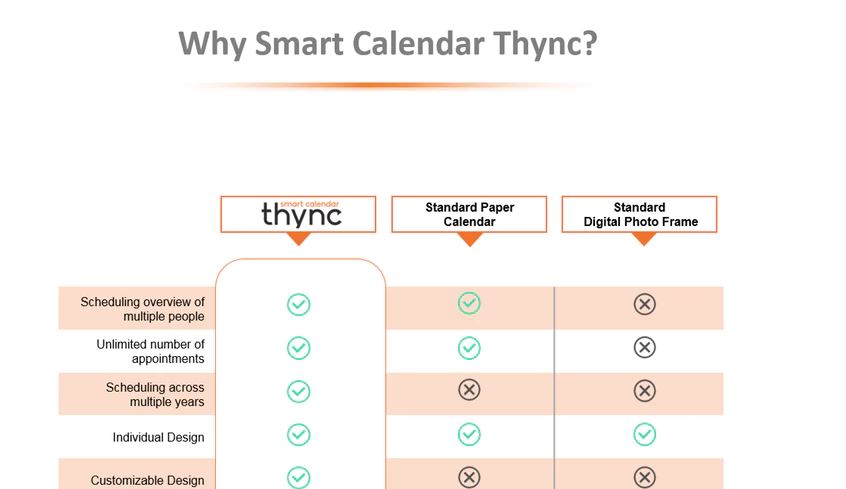 Why Smart Calendar Thync?
smart calendar
thync
Standard Paper
Calendar
Standard
Digital Photo Frame
Scheduling overview of
multiple people
Unlimited number of
appointments
Scheduling across
multiple years
Individual Design
Customizable Design